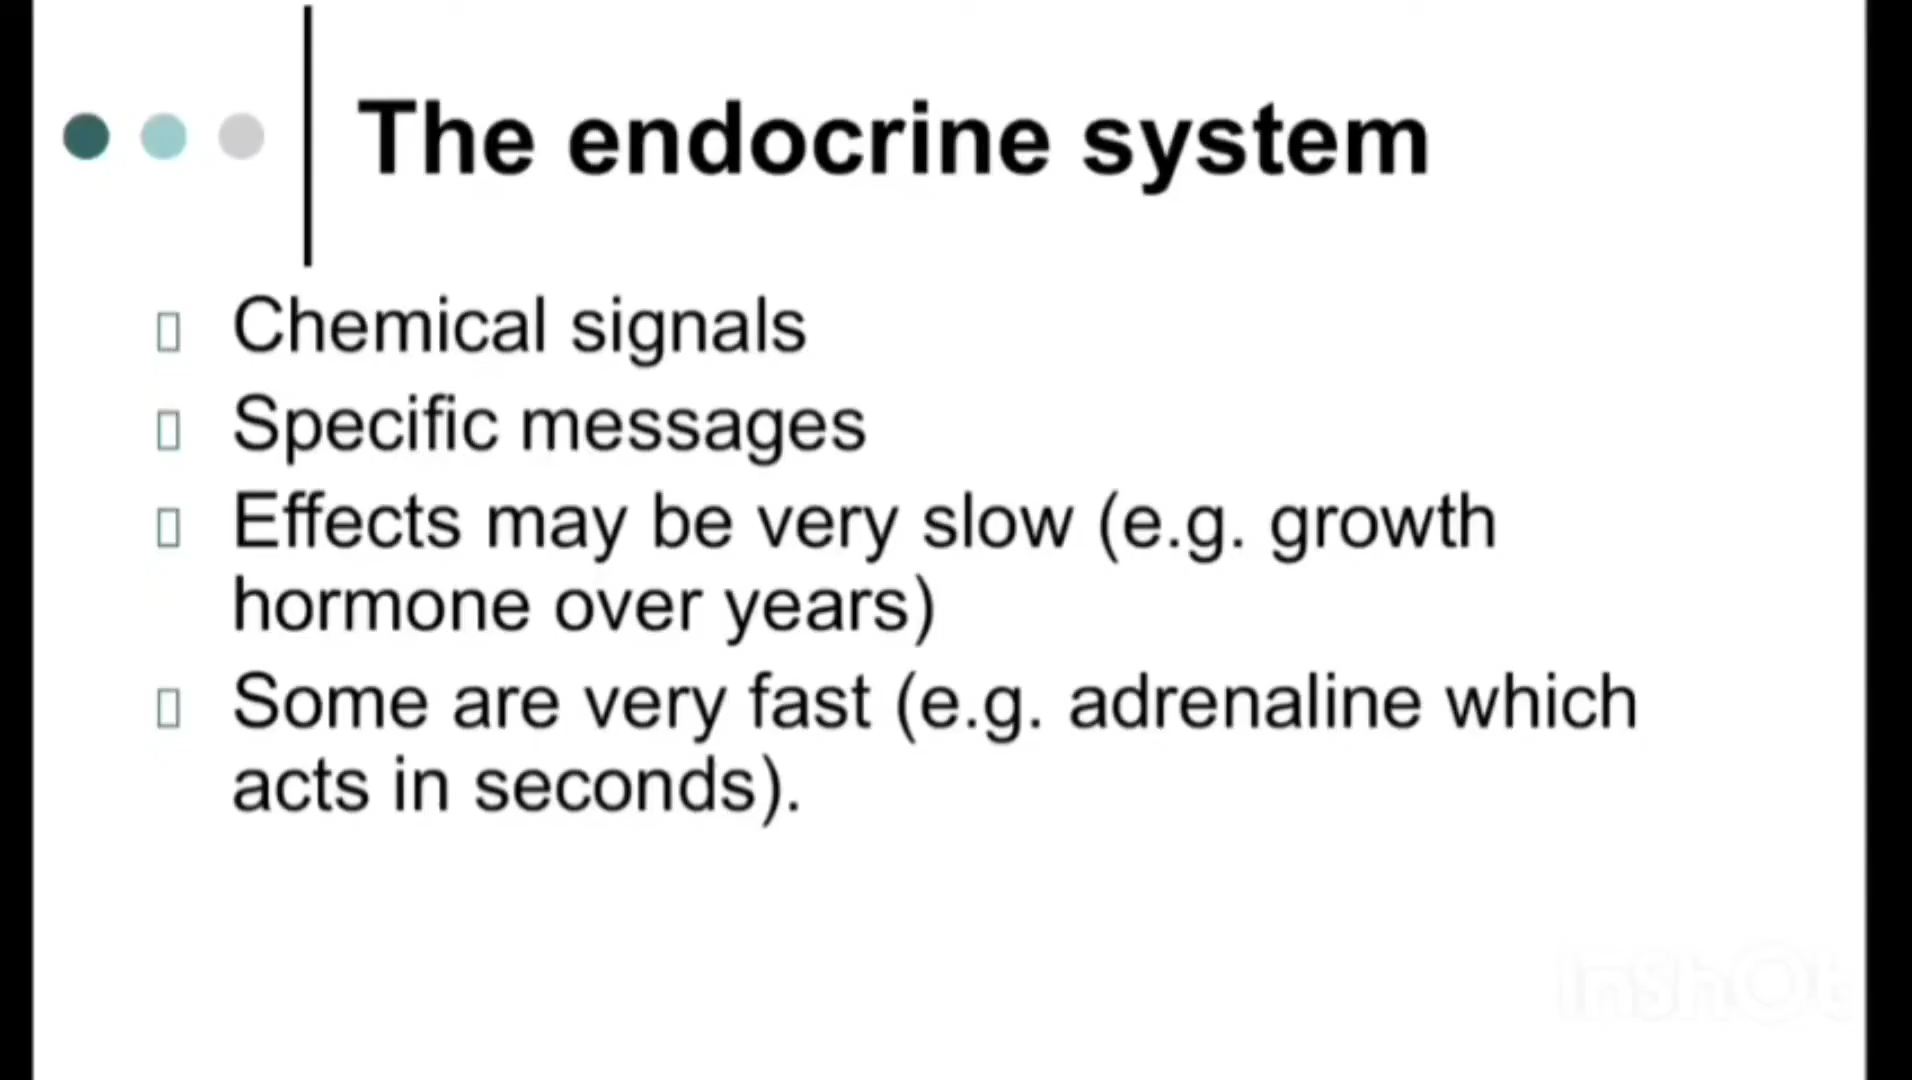 The endocrine system
Chemical signals
Specific messages
Effects may be very slow (e.g. growth
hormone over years)
Some are very fast (e.g. adrenaline which
acts in seconds).
InShOt